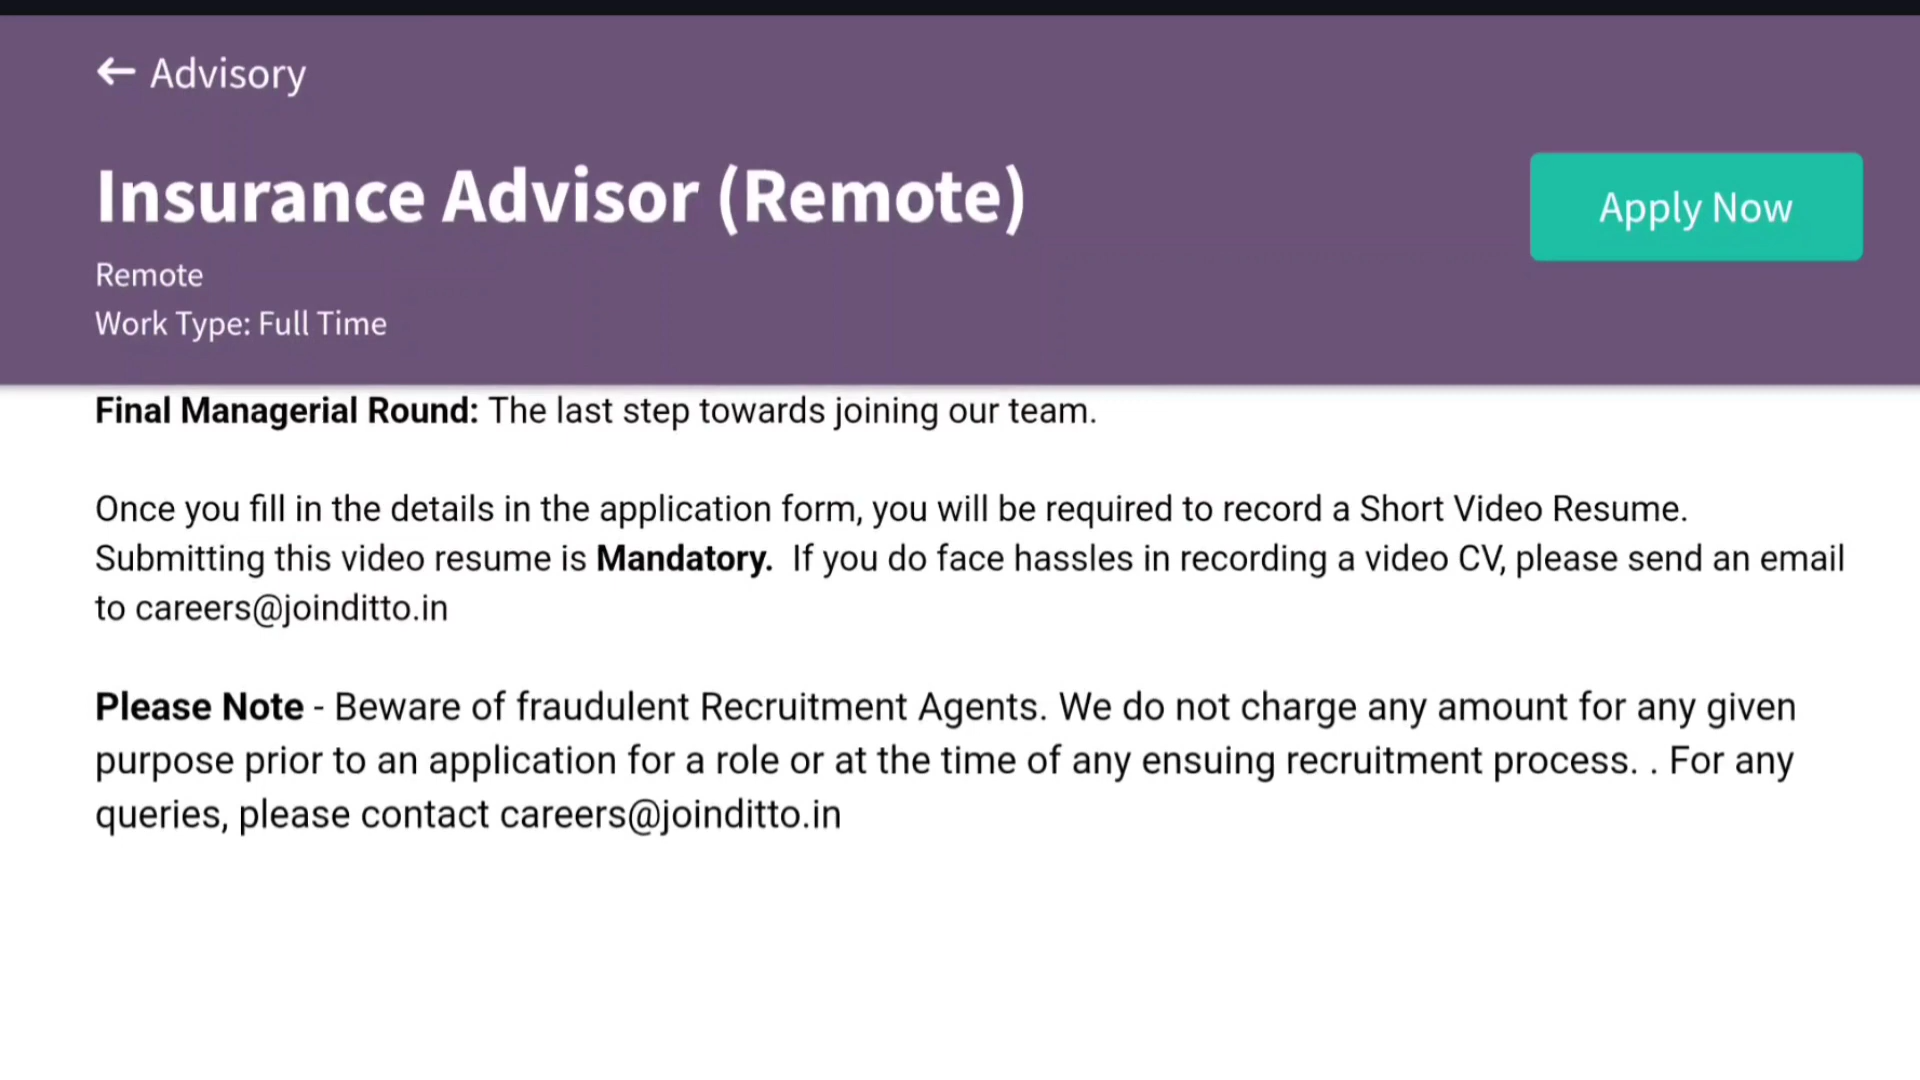 ← Advisory
Insurance Advisor (Remote)
Apply Now
Remote
Work Type: Full Time
Final Managerial Round: The last step towards joining our team.
Once you fill in the details in the application form, you will be required to record a Short Video Resume.
Submitting this video resume is Mandatory.  If you do face hassles in recording a video CV, please send an email
to careers@joinditto.in
Please Note - Beware of fraudulent Recruitment Agents. We do not charge any amount for any given
purpose prior to an application for a role or at the time of any ensuing recruitment process. . For any
queries, please contact careers@joinditto.in